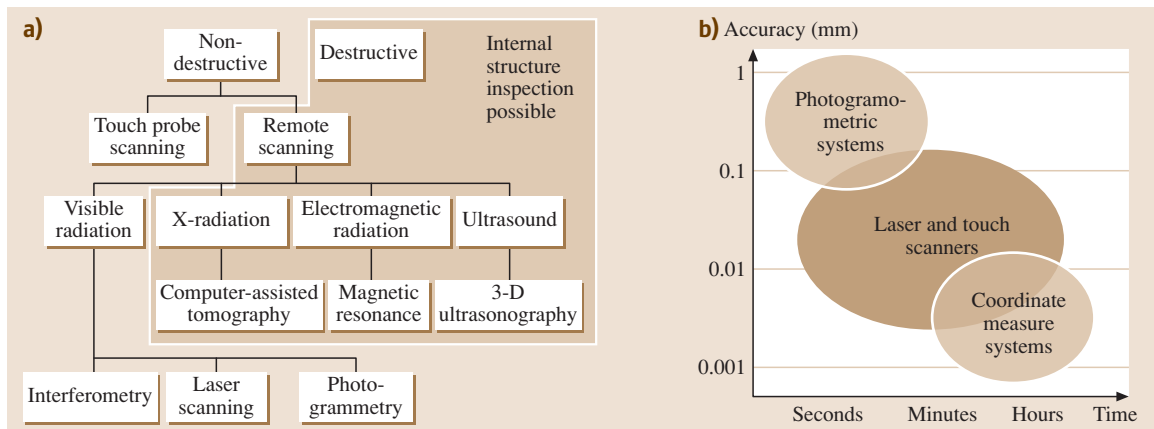 a)
Non-
destructive
Destructive
Internal
structure
inspection
possible
Touch probe
scanning
Remote
scanning
Visible
radiation
X-radiation
Electromagnetic
radiation
Ultrasound
Computer-assisted
tomography
Magnetic
resonance
3-D
ultrasonography
Interferometry
Laser
scanning
Photo-
grammetry
b) Accuracy (mm)
1
Photogramo-
metric
systems
0.1
Laser and touch
scanners
0.01
Coordinate
measure
systems
0.001
Seconds Minutes Hours Time